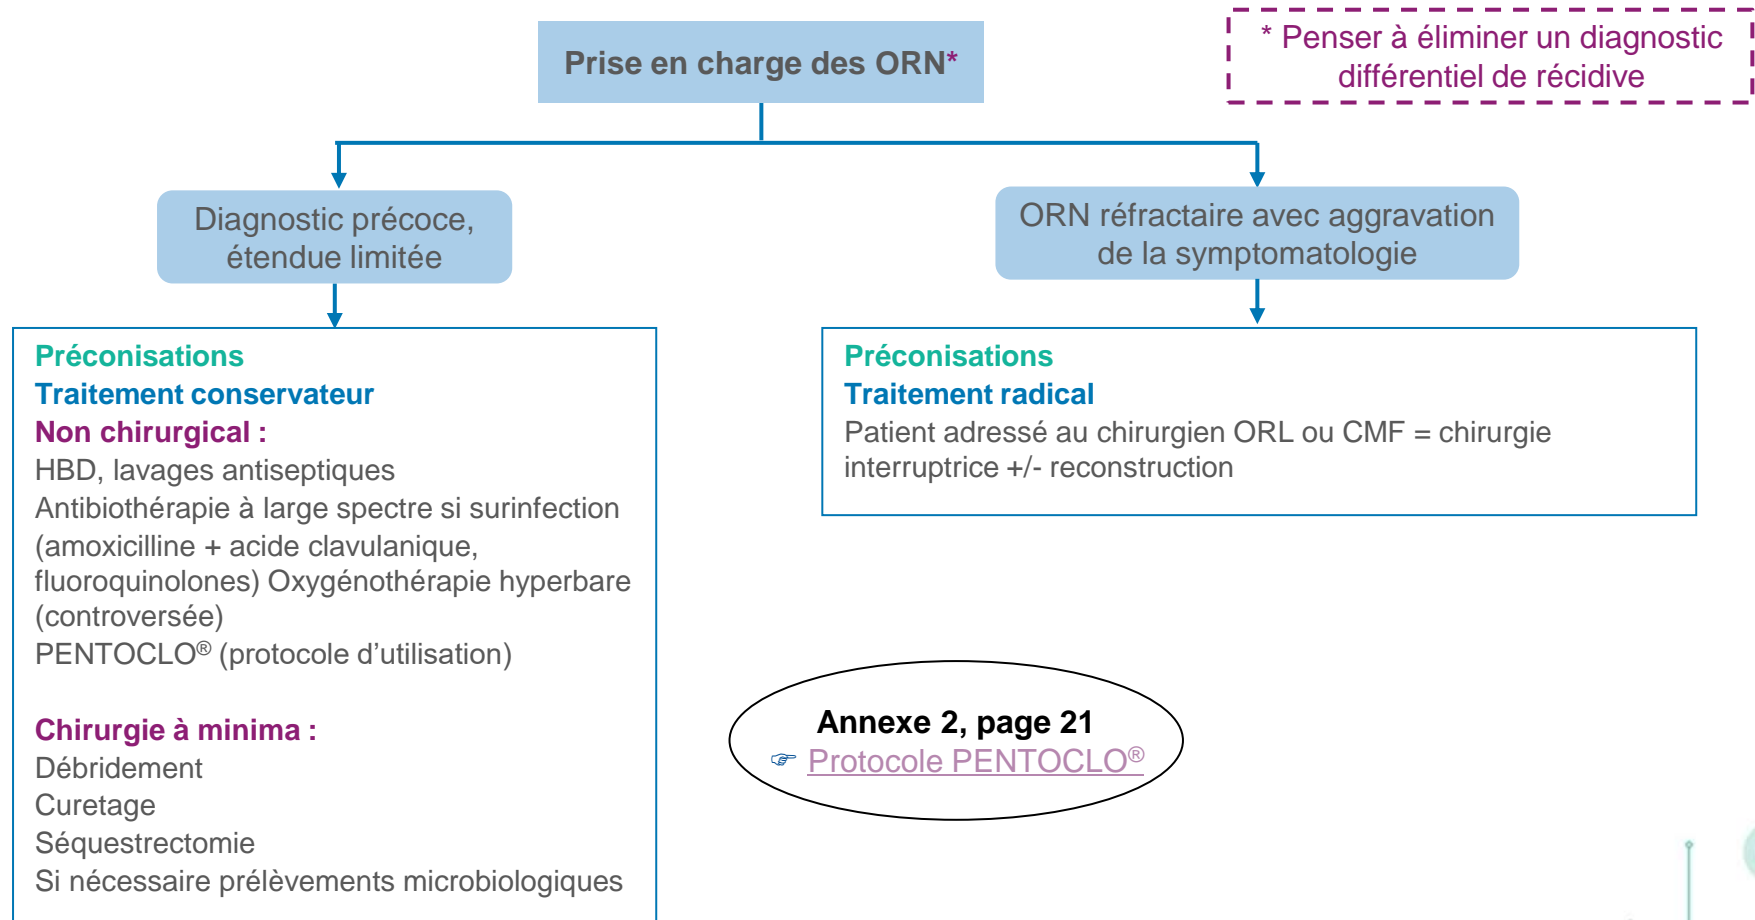 Prise en charge des ORN*
* Penser à éliminer un diagnostic
différentiel de récidive
Diagnostic précoce,
étendue limitée
ORN réfractaire avec aggravation
de la symptomatologie
Préconisations
Traitement conservateur
Non chirurgical :
HBD, lavages antiseptiques
Antibiothérapie à large spectre si surinfection
(amoxicilline + acide clavulanique,
fluoroquinolones) Oxygénothérapie hyperbare
(controversée)
PENTOCLO® (protocole d'utilisation)
Chirurgie à minima :
Débridement
Curetage
Séquestrectomie
Si nécessaire prélèvements microbiologiques
Préconisations
Traitement radical
Patient adressé au chirurgien ORL ou CMF = chirurgie
interruptrice +/- reconstruction
Annexe 2, page 21
☞ Protocole PENTOCLO®